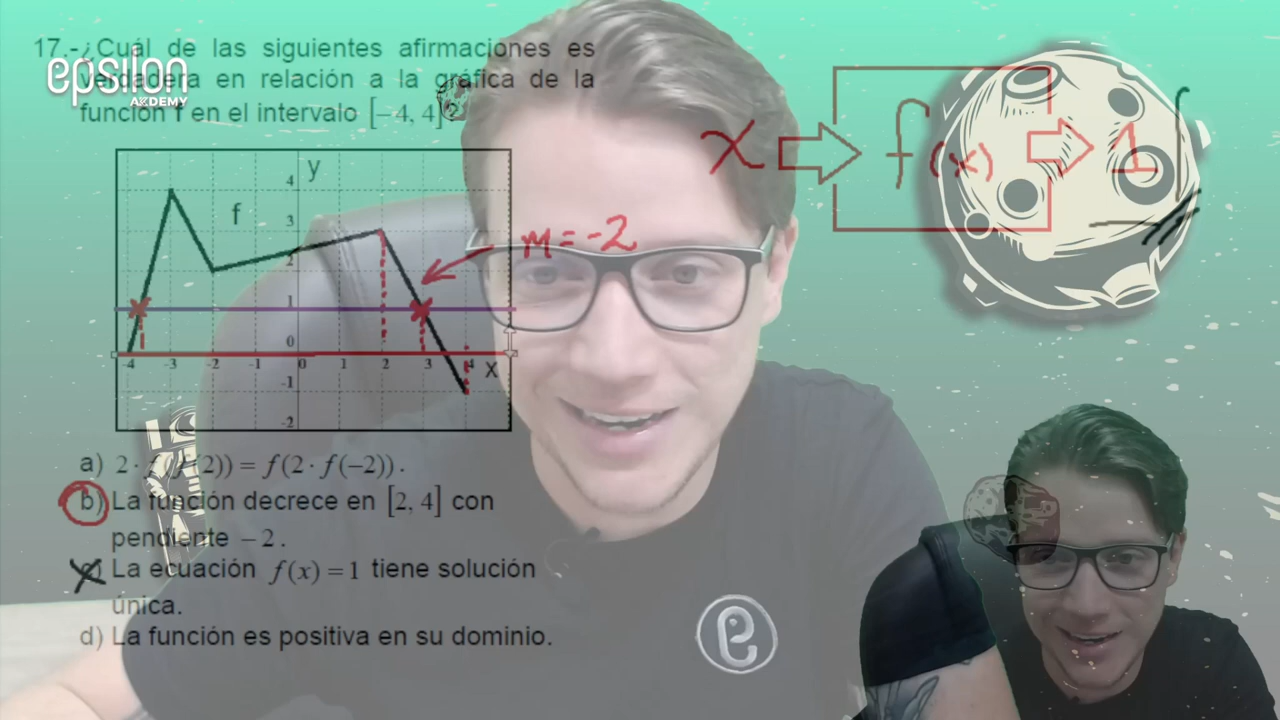 17.-¿Cuál de las siguientes afirmaciones es
verdadera en relación a la gráfica de la
función f en el intervalo [-4, 4]?
epsilon
AKDEMY
x f(x) 1
y
f
m = -2
4
3
2
1
0
-4 -3 -2 -1 0 1 2 3 4 x
-1
-2
a) 2 · f(f(2)) = f(2 · f(-2)).
b) La función decrece en [2, 4] con
pendiente -2.
c) La ecuación f(x) = 1 tiene solución
única.
d) La función es positiva en su dominio.
e